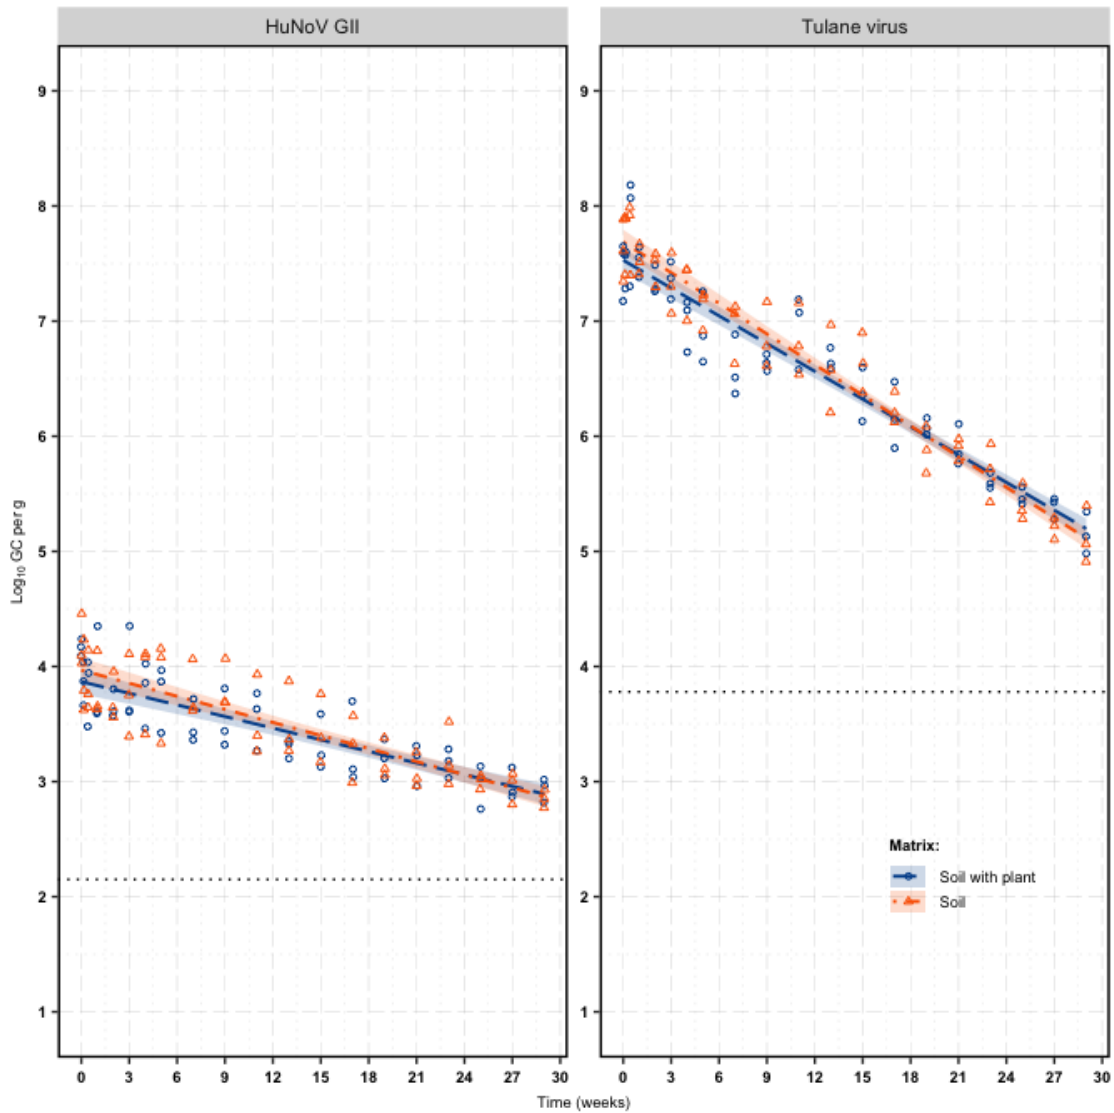 HuNoV GII
Tulane virus
9 9
8 8
7 7
6 6
5 5
4 4
3 3
2 2
1 1
Log₁₀ GC per g
Matrix:
Soil with plant
Soil
0 3 6 9 12 15 18 21 24 27 30
0 3 6 9 12 15 18 21 24 27 30
Time (weeks)